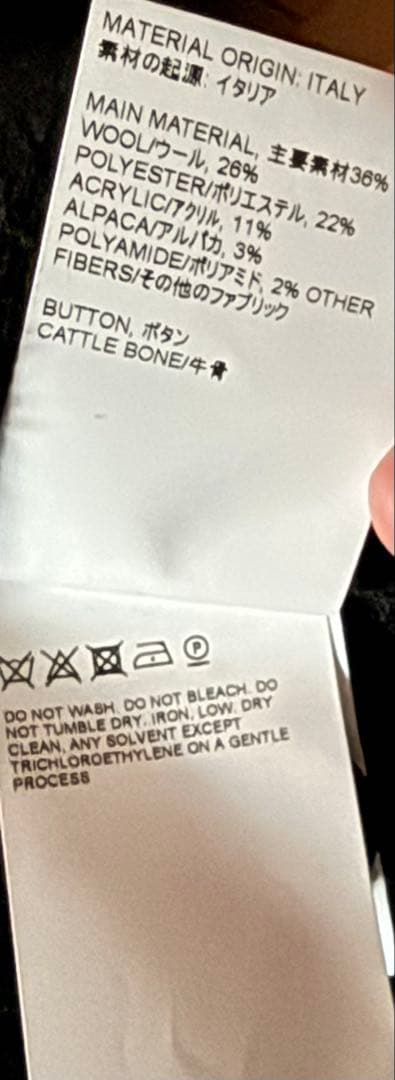 MATERIAL ORIGIN: ITALY
素材の起源: イタリア
MAIN MATERIAL, 主要素材36%
WOOL/ウール, 26%
POLYESTER/ポリエステル, 22%
ACRYLIC/アクリル, 11%
ALPACA/アルパカ, 3%
POLYAMIDE/ポリアミド, 2% OTHER
FIBERS/その他のファブリック
BUTTON, ボタン
CATTLE BONE/牛骨
P
DO NOT WASH. DO NOT BLEACH. DO
NOT TUMBLE DRY. IRON, LOW. DRY
CLEAN, ANY SOLVENT EXCEPT
TRICHLOROETHYLENE ON A GENTLE
PROCESS